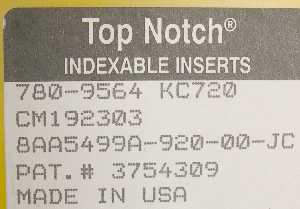 Top Notch®
INDEXABLE INSERTS
780-9564 KC720
CM192303
8AA5499A-920-00-JC
PAT.# 3754309
MADE IN USA